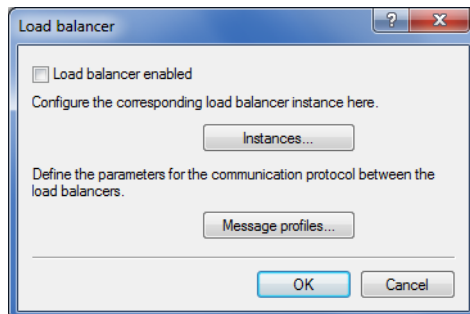 Load balancer
?
Load balancer enabled
Configure the corresponding load balancer instance here.
Instances...
Define the parameters for the communication protocol between the
load balancers.
Message profiles...
OK Cancel